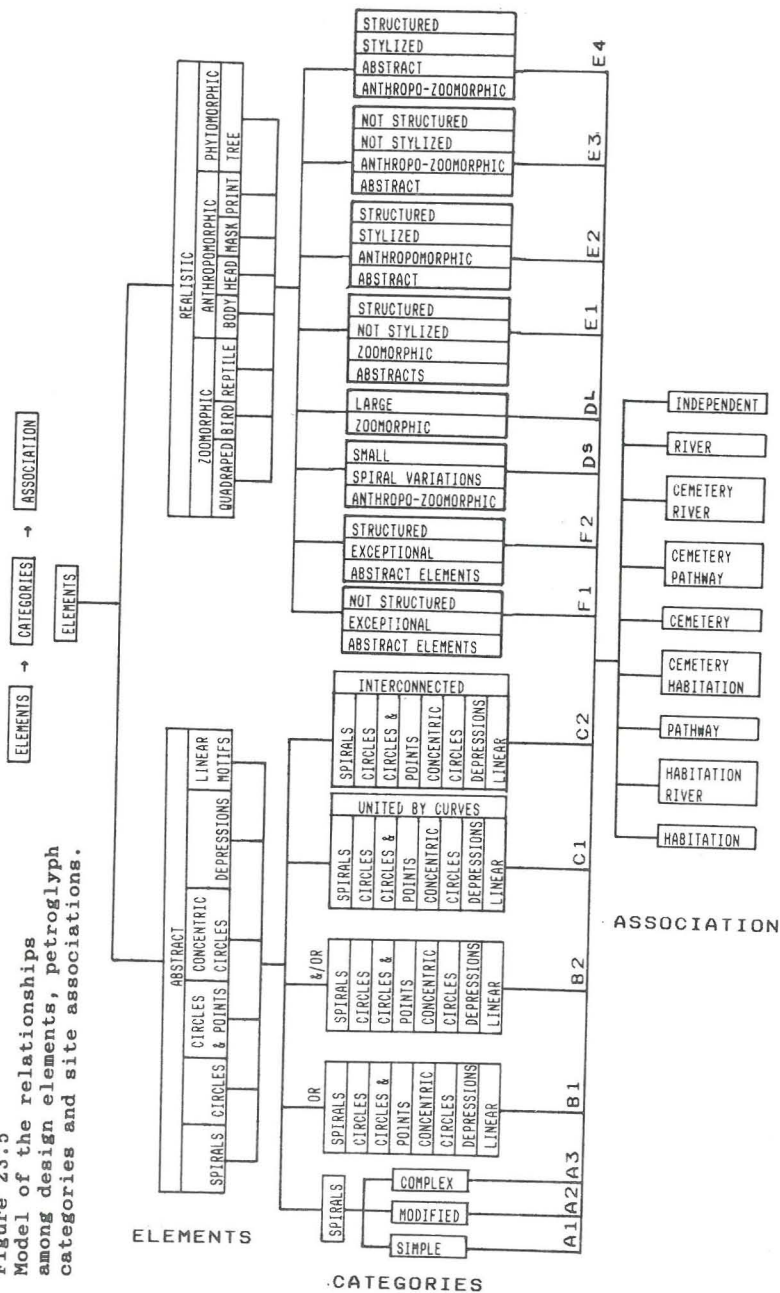 Figure 23.5
Model of the relationships
among design elements, petroglyph
categories and site associations.
ELEMENTS → CATEGORIES → ASSOCIATION
ELEMENTS
ABSTRACT
SPIRALS
CIRCLES
CIRCLES
& POINTS
CONCENTRIC
CIRCLES
DEPRESSIONS
LINEAR
MOTIFS
REALISTIC
ZOOMORPHIC
ANTHROPOMORPHIC
PHYTOMORPHIC
QUADRAPED
BIRD
REPTILE
BODY
HEAD
MASK
PRINT
TREE
ELEMENTS
SPIRALS
SIMPLE
MODIFIED
COMPLEX
A1 A2 A3
OR
SPIRALS
CIRCLES
CIRCLES &
POINTS
CONCENTRIC
CIRCLES
DEPRESSIONS
LINEAR
B1
&/OR
SPIRALS
CIRCLES
CIRCLES &
POINTS
CONCENTRIC
CIRCLES
DEPRESSIONS
LINEAR
B2
UNITED BY CURVES
SPIRALS
CIRCLES
CIRCLES &
POINTS
CONCENTRIC
CIRCLES
DEPRESSIONS
LINEAR
C1
INTERCONNECTED
SPIRALS
CIRCLES
CIRCLES &
POINTS
CONCENTRIC
CIRCLES
DEPRESSIONS
LINEAR
C2
NOT STRUCTURED
EXCEPTIONAL
ABSTRACT ELEMENTS
F1
STRUCTURED
EXCEPTIONAL
ABSTRACT ELEMENTS
F2
SMALL
SPIRAL VARIATIONS
ANTHROPO-ZOOMORPHIC
DS
LARGE
ZOOMORPHIC
DL
STRUCTURED
NOT STYLIZED
ZOOMORPHIC
ABSTRACTS
E1
STRUCTURED
STYLIZED
ANTHROPOMORPHIC
ABSTRACT
E2
NOT STRUCTURED
NOT STYLIZED
ANTHROPO-ZOOMORPHIC
ABSTRACT
E3
STRUCTURED
STYLIZED
ABSTRACT
ANTHROPO-ZOOMORPHIC
E4
CATEGORIES
HABITATION
HABITATION
RIVER
PATHWAY
CEMETERY
HABITATION
CEMETERY
CEMETERY
PATHWAY
CEMETERY
RIVER
RIVER
INDEPENDENT
ASSOCIATION